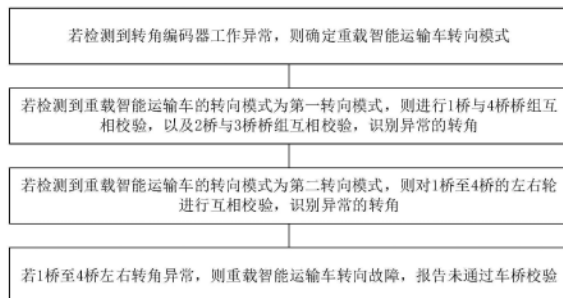 若检测到转角编码器工作异常，则确定重载智能运输车转向模式
若检测到重载智能运输车的转向模式为第一转向模式，则进行1桥与4桥桥组互
相校验，以及2桥与3桥桥组互相校验，识别异常的转角
若检测到重载智能运输车的转向模式为第二转向模式，则对1桥至4桥的左右轮
进行互相校验，识别异常的转角
若1桥至4桥左右转角异常，则重载智能运输车转向故障，报告未通过车桥校验